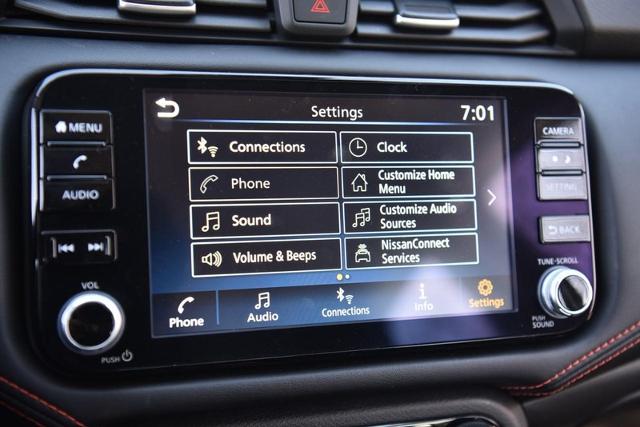 Settings
7:01
MENU
AUDIO
VOL
PUSH
Connections
Clock
Phone
Customize Home
Menu
Sound
Customize Audio
Sources
Volume & Beeps
NissanConnect
Services
Phone
Audio
Connections
Info
Settings
CAMERA
SETTING
BACK
TUNE·SCROLL
PUSH
SOUND